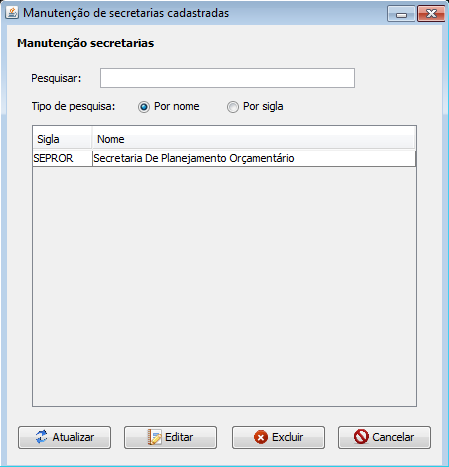 Manutenção de secretarias cadastradas
Manutenção secretarias
Pesquisar:
Tipo de pesquisa: Por nome Por sigla
Sigla Nome
SEPROR Secretaria De Planejamento Orçamentário
Atualizar Editar Excluir Cancelar